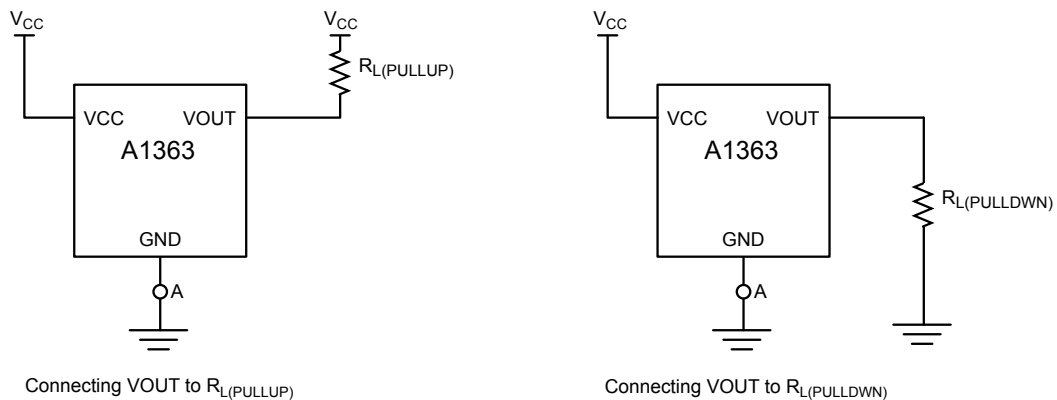 VCC
VCC
RL(PULLUP)
VCC VOUT
A1363
GND
A
Connecting VOUT to RL(PULLUP)
VCC
VCC VOUT
A1363
RL(PULLDWN)
GND
A
Connecting VOUT to RL(PULLDWN)